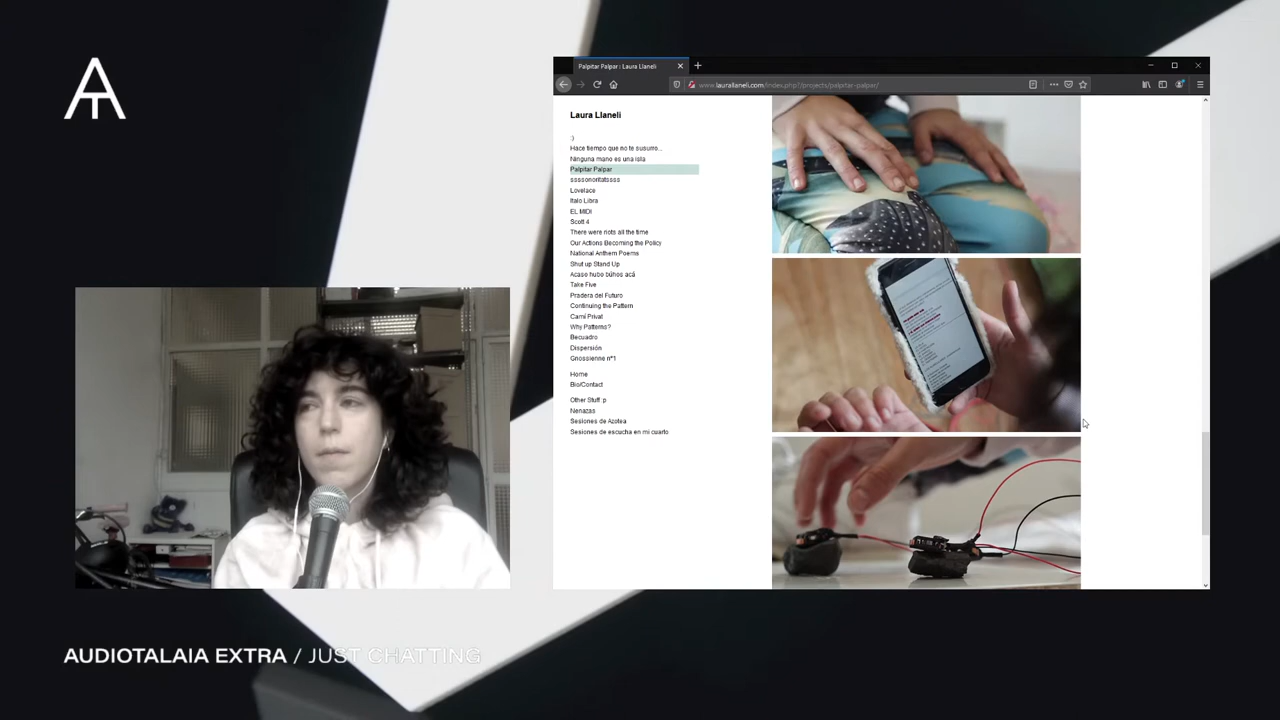 Palpitar Palpar : Laura Llaneli
www.laurallaneli.com/index.php?/projects/palpitar-palpar/
Laura Llaneli
:)
Hace tiempo que no te susurro...
Ninguna mano es una isla
Palpitar Palpar
ssssorioritatssss
Lovelace
Italo Libra
EL MIDI
Scott 4
There were riots all the time
Our Actions Becoming the Policy
National Anthem Poems
Shut up Stand Up
Acaso hubo búhos acá
Take Five
Pradera del Futuro
Continuing the Pattern
Camí Privat
Why Patterns?
Becuadro
Dispersión
Gnossienne nº1
Home
Bio/Contact
Other Stuff :p
Nenazas
Sesiones de Azotea
Sesiones de escucha en mi cuarto
AUDIOTALAIA EXTRA / JUST CHATTING